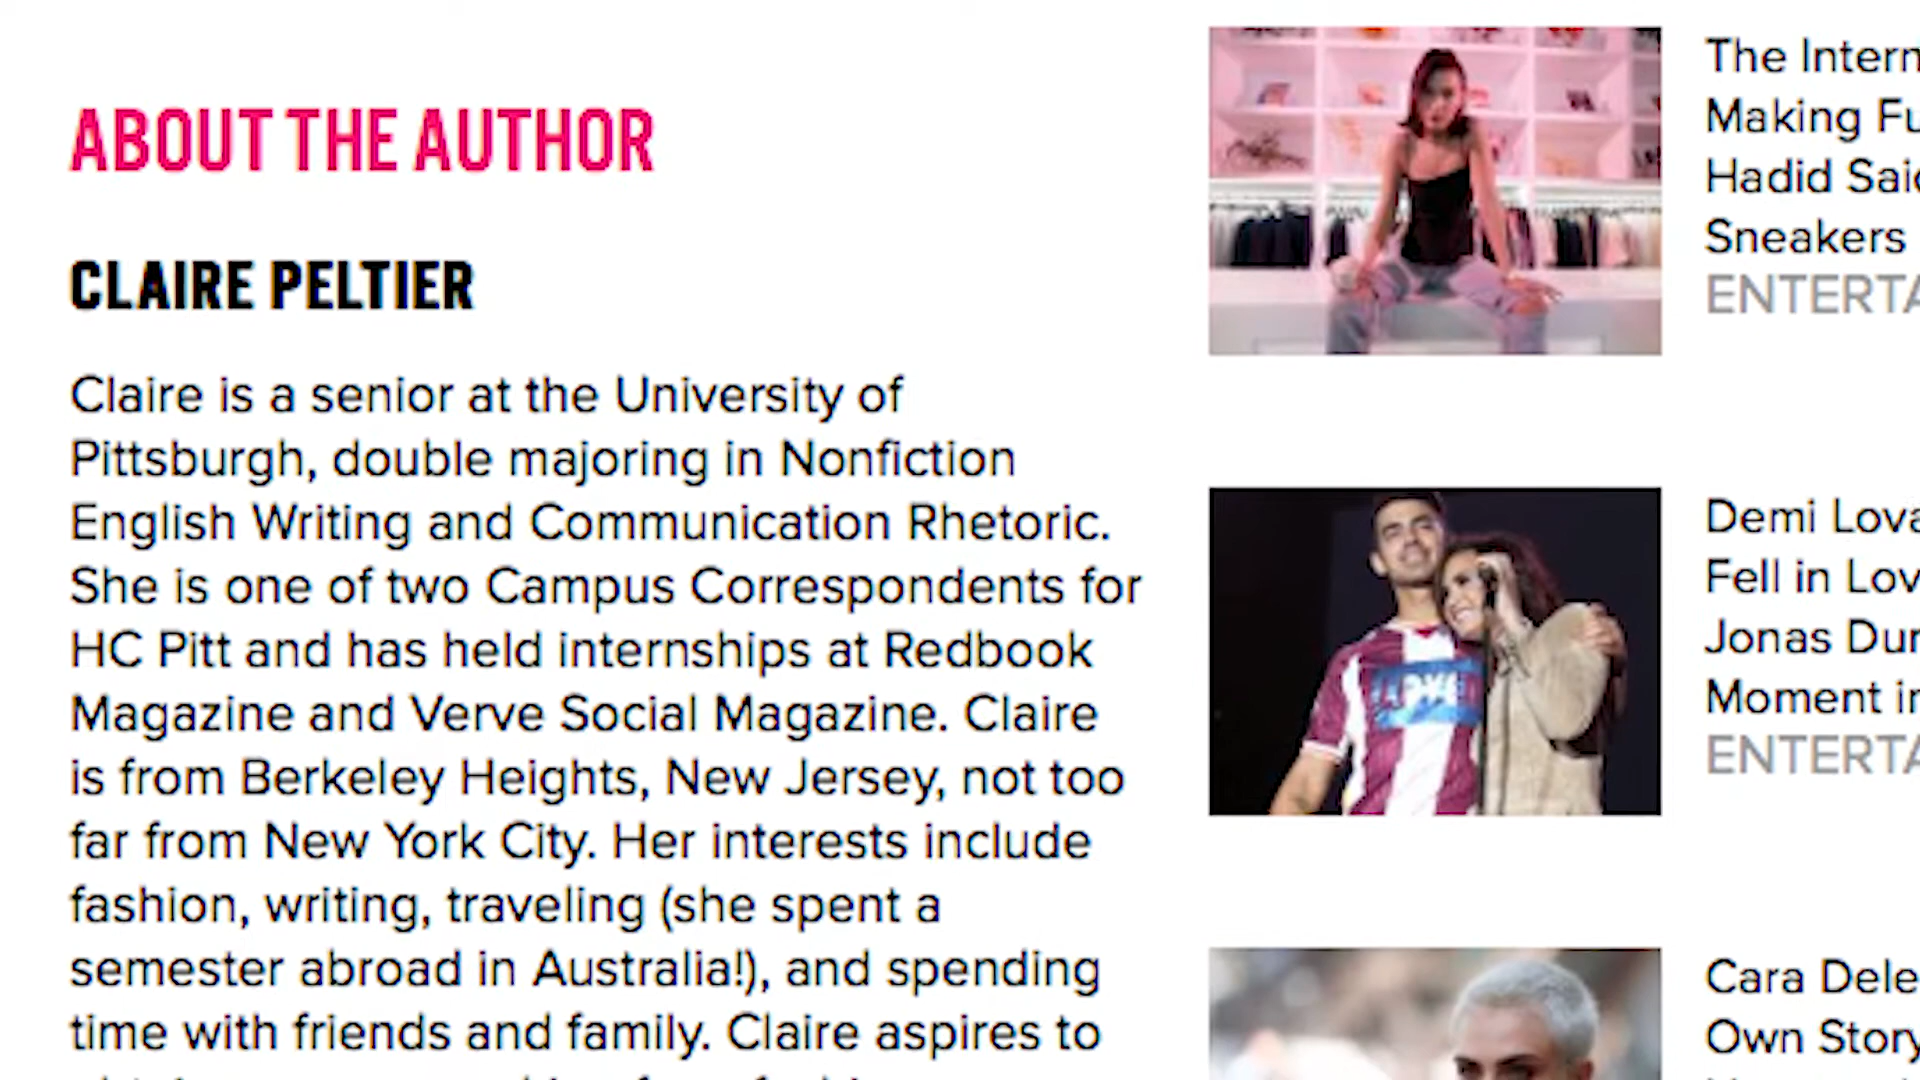 ABOUT THE AUTHOR
CLAIRE PELTIER
Claire is a senior at the University of
Pittsburgh, double majoring in Nonfiction
English Writing and Communication Rhetoric.
She is one of two Campus Correspondents for
HC Pitt and has held internships at Redbook
Magazine and Verve Social Magazine. Claire
is from Berkeley Heights, New Jersey, not too
far from New York City. Her interests include
fashion, writing, traveling (she spent a
semester abroad in Australia!), and spending
time with friends and family. Claire aspires to
The Intern
Making Fu
Hadid Said
Sneakers
ENTERTA
Demi Lova
Fell in Lov
Jonas Dur
Moment in
ENTERTA
Cara Dele
Own Story